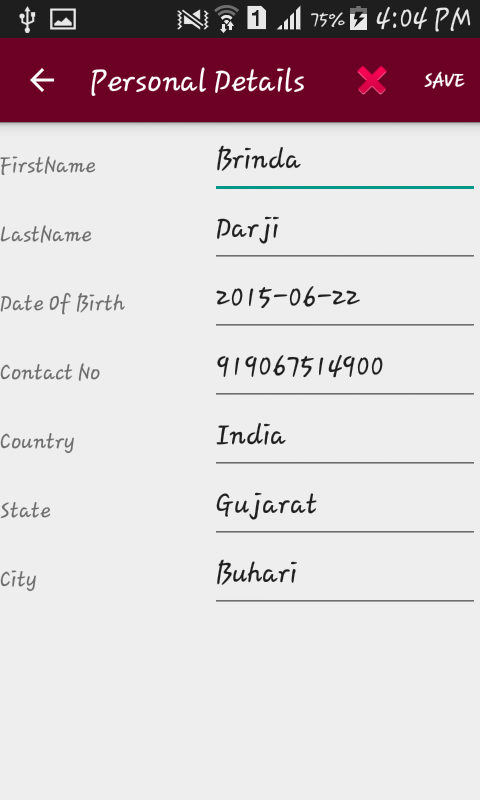 1 75% 4:04 PM
Personal Details SAVE
FirstName Brinda
LastName Darji
Date Of Birth 2015-06-22
Contact No 919067514900
Country India
State Gujarat
City Buhari